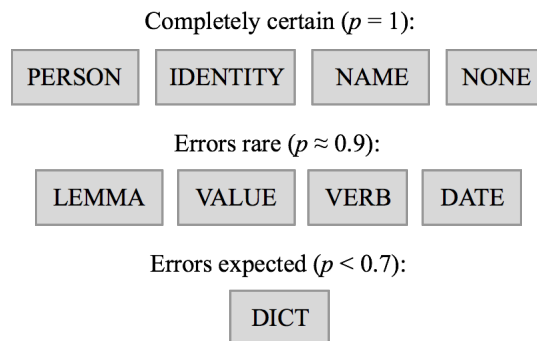 Completely certain (p = 1):
PERSON IDENTITY NAME NONE
Errors rare (p ≈ 0.9):
LEMMA VALUE VERB DATE
Errors expected (p < 0.7):
DICT